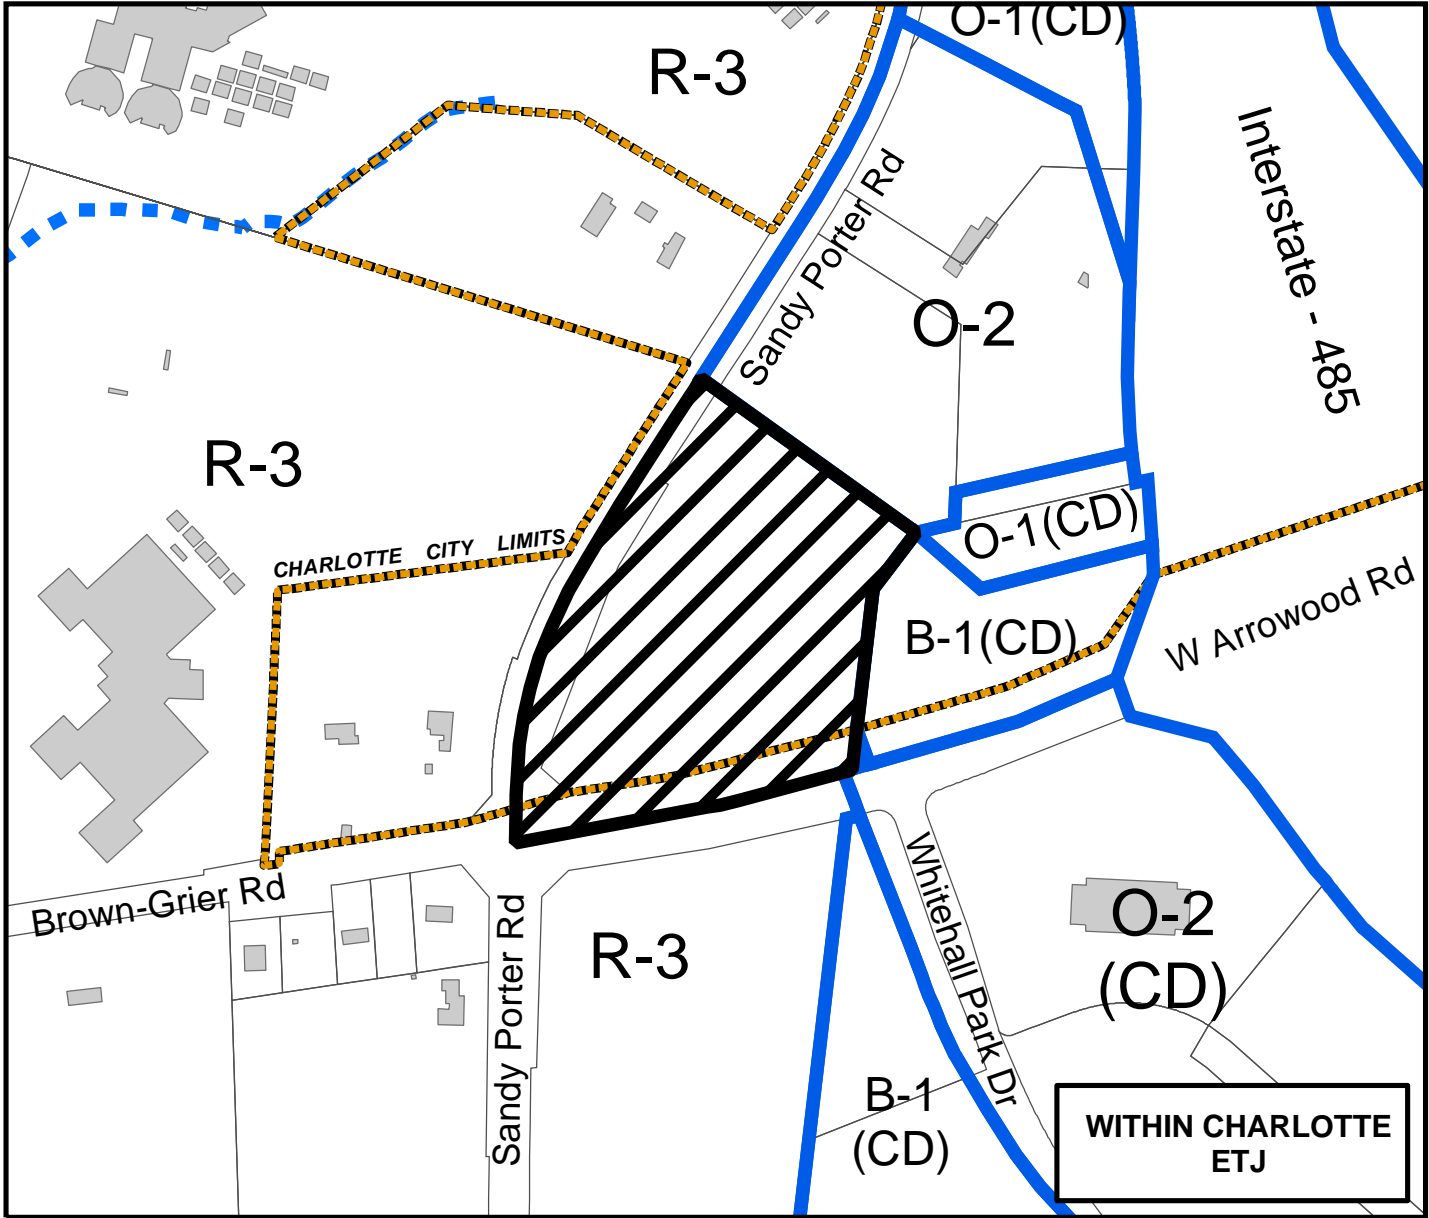 O-1(CD)
R-3
Interstate - 485
Sandy Porter Rd
O-2
R-3
O-1(CD)
CHARLOTTE CITY LIMITS
B-1(CD)
W Arrowood Rd
Brown-Grier Rd
Sandy Porter Rd
R-3
Whitehall Park Dr
O-2
(CD)
B-1
(CD)
WITHIN CHARLOTTE
ETJ